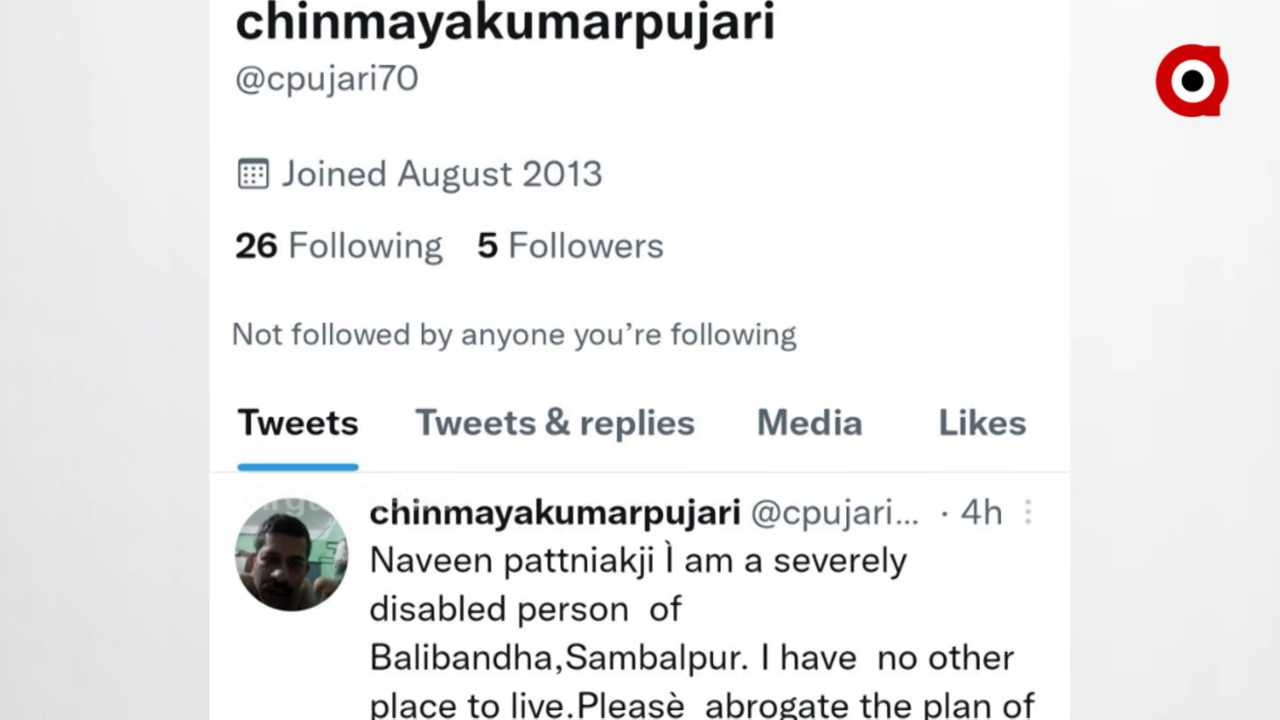 chinmayakumarpujari
@cpujari70
Joined August 2013
26 Following 5 Followers
Not followed by anyone you’re following
Tweets Tweets & replies Media Likes
chinmayakumarpujari @cpujari... · 4h
Naveen pattniakji Ì am a severely
disabled person of
Balibandha,Sambalpur. I have no other
place to live.Pleasè abrogate the plan of